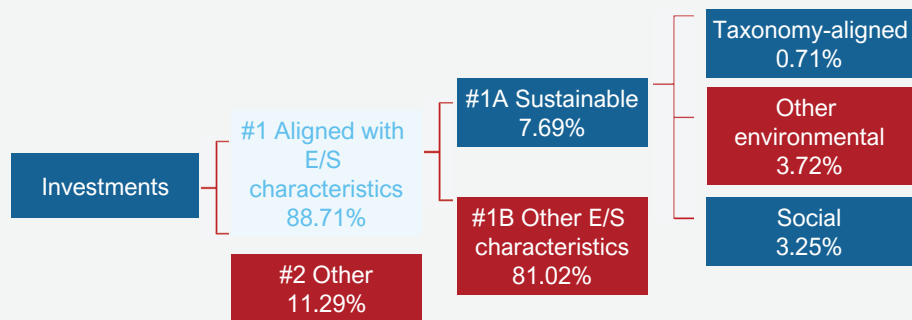 Investments
#1 Aligned with
E/S
characteristics
88.71%
#2 Other
11.29%
#1A Sustainable
7.69%
#1B Other E/S
characteristics
81.02%
Taxonomy-aligned
0.71%
Other
environmental
3.72%
Social
3.25%